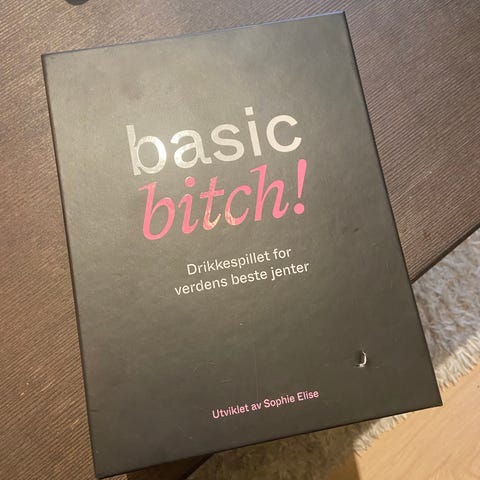 basic
bitch!
Drikkespillet for
verdens beste jenter
Utviklet av Sophie Elise